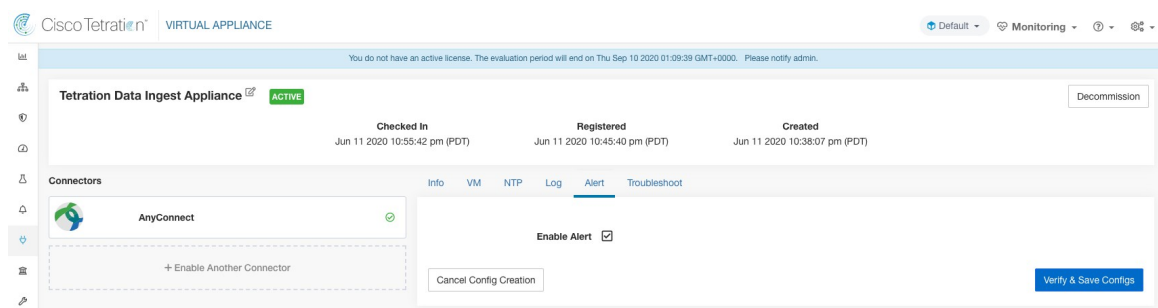 Cisco Tetration™ VIRTUAL APPLIANCE Default Monitoring ?
You do not have an active license. The evaluation period will end on Thu Sep 10 2020 01:09:39 GMT+0000. Please notify admin.
Tetration Data Ingest Appliance ACTIVE Decommission
Checked In Registered Created
Jun 11 2020 10:55:42 pm (PDT) Jun 11 2020 10:45:40 pm (PDT) Jun 11 2020 10:38:07 pm (PDT)
Connectors Info VM NTP Log Alert Troubleshoot
AnyConnect
Enable Alert
+ Enable Another Connector
Cancel Config Creation Verify & Save Configs